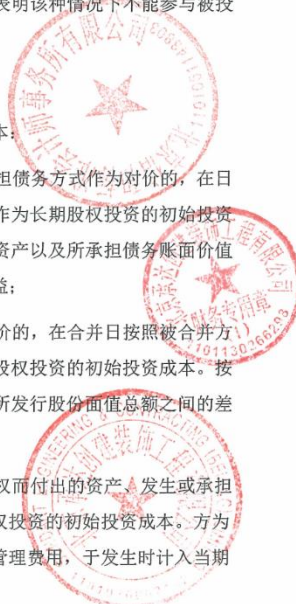 表明该种情况下不能参与被投
本:
担债务方式作为对价的，在日
作为长期股权投资的初始投资
资产以及所承担债务账面价值
益;
价的，在合并日按照被合并方
股权投资的初始投资成本。按
所发行股份面值总额之间的差
权而付出的资产、发生或承担
权投资的初始投资成本。方为
管理费用，于发生时计入当期
财务专用章